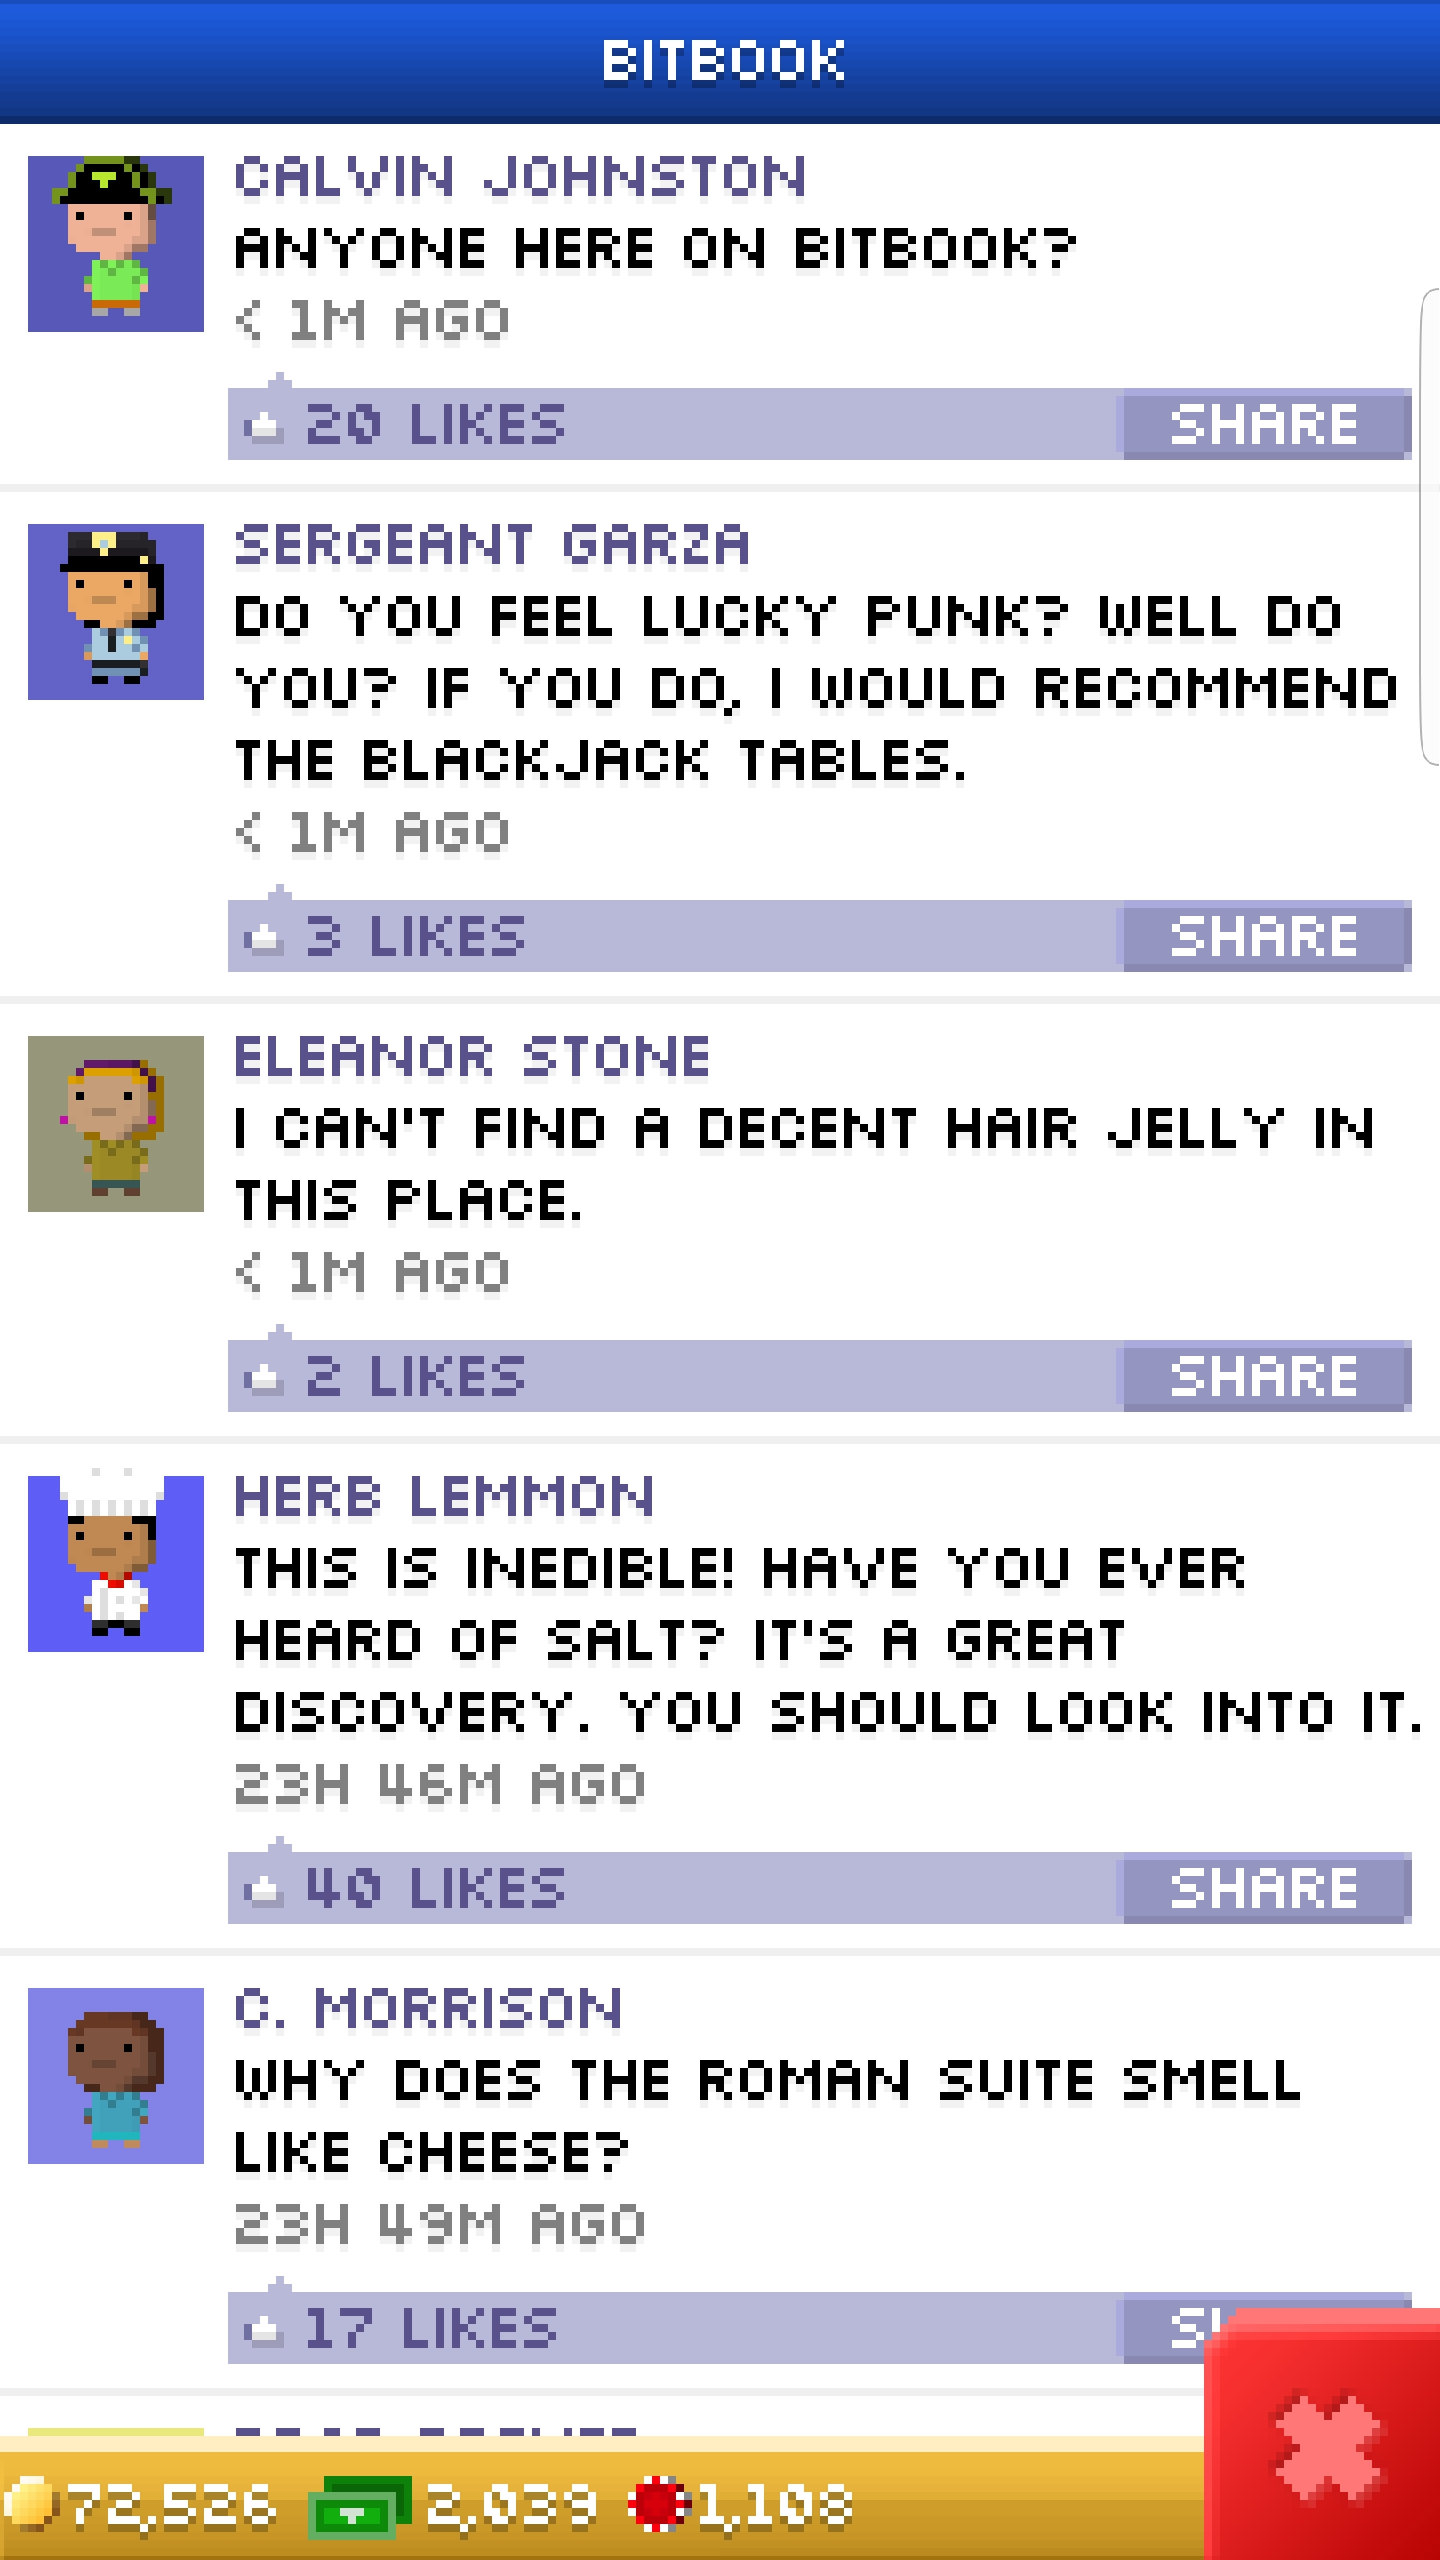 BITBOOK
CALVIN JOHNSTON
ANYONE HERE ON BITBOOK?
< 1M AGO
20 LIKES
SHARE
SERGEANT GARZA
DO YOU FEEL LUCKY PUNK? WELL DO
YOU? IF YOU DO, I WOULD RECOMMEND
THE BLACKJACK TABLES.
< 1M AGO
3 LIKES
SHARE
ELEANOR STONE
I CAN'T FIND A DECENT HAIR JELLY IN
THIS PLACE.
< 1M AGO
2 LIKES
SHARE
HERB LEMMON
THIS IS INEDIBLE! HAVE YOU EVER
HEARD OF SALT? IT'S A GREAT
DISCOVERY. YOU SHOULD LOOK INTO IT.
23H 46M AGO
40 LIKES
SHARE
C. MORRISON
WHY DOES THE ROMAN SUITE SMELL
LIKE CHEESE?
23H 49M AGO
17 LIKES
72,526 2,039 1,108